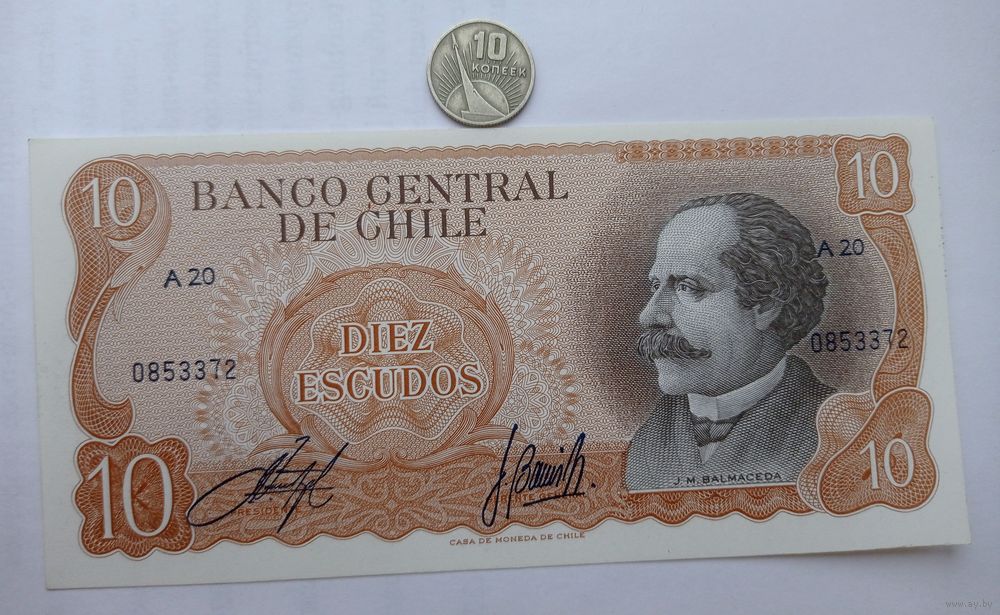 10
КОПЕЕК
10
10
BANCO CENTRAL
DE CHILE
A 20
A 20
DIEZ
ESCUDOS
0853372
0853372
10
10
J. M. BALMACEDA
CASA DE MONEDA DE CHILE
www.ay.by